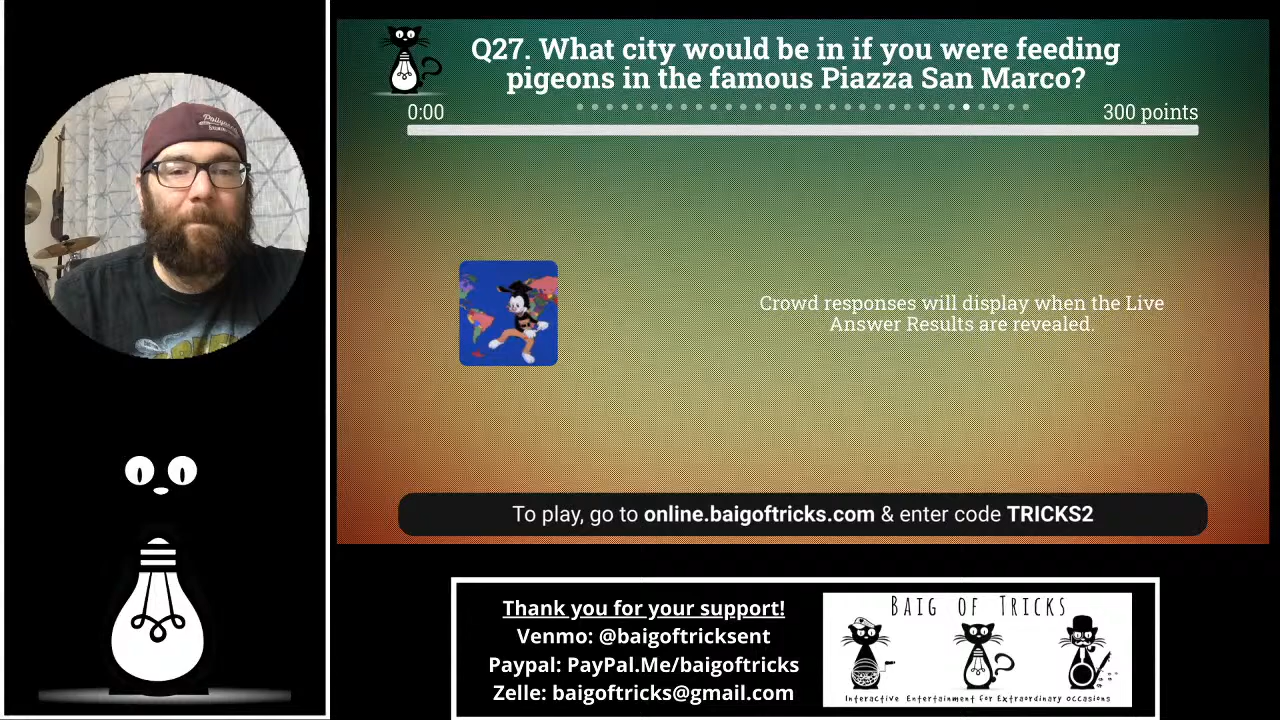 Q27. What city would be in if you were feeding
pigeons in the famous Piazza San Marco?
0:00
300 points
Crowd responses will display when the Live
Answer Results are revealed.
To play, go to online.baigoftricks.com & enter code TRICKS2
Thank you for your support!
Venmo: @baigoftricksent
Paypal: PayPal.Me/baigoftricks
Zelle: baigoftricks@gmail.com
BAIG OF TRICKS
Interactive Entertainment for Extraordinary occasions